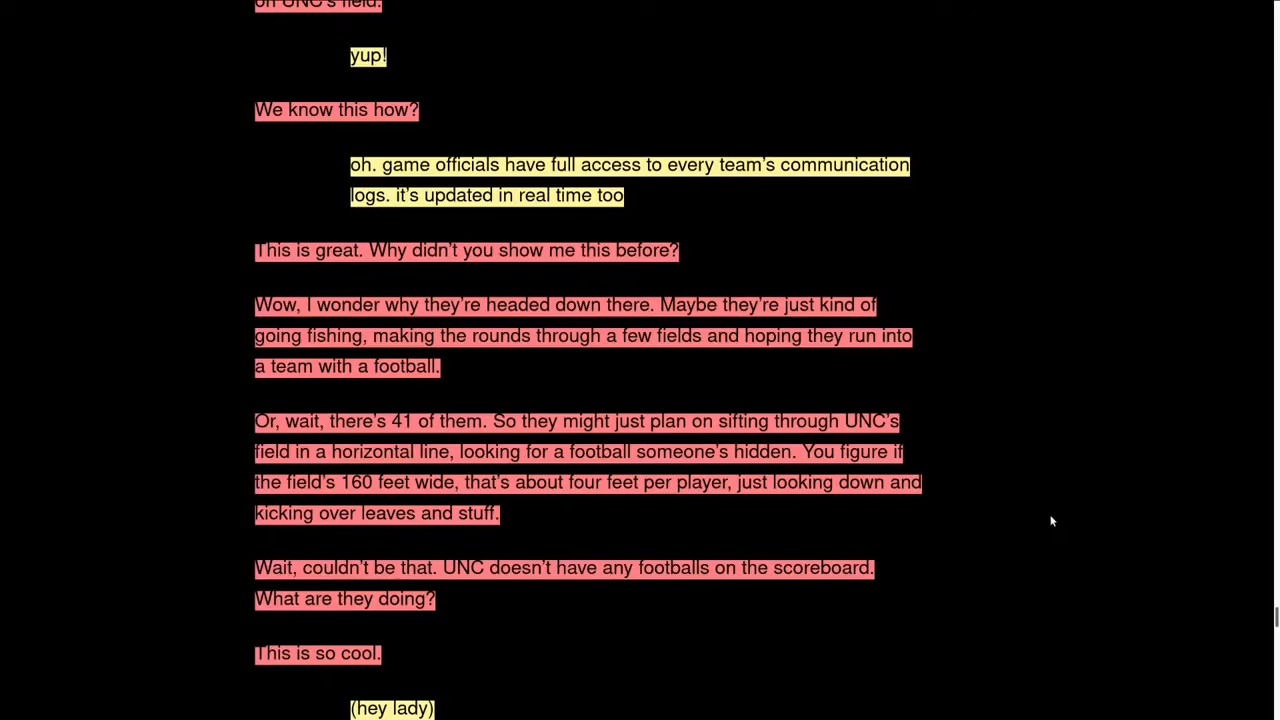 on UNC's field.
yup!
We know this how?
oh. game officials have full access to every team's communication
logs. it's updated in real time too
This is great. Why didn't you show me this before?
Wow, I wonder why they're headed down there. Maybe they're just kind of
going fishing, making the rounds through a few fields and hoping they run into
a team with a football.
Or, wait, there's 41 of them. So they might just plan on sifting through UNC's
field in a horizontal line, looking for a football someone's hidden. You figure if
the field's 160 feet wide, that's about four feet per player, just looking down and
kicking over leaves and stuff.
Wait, couldn't be that. UNC doesn't have any footballs on the scoreboard.
What are they doing?
This is so cool.
(hey lady)